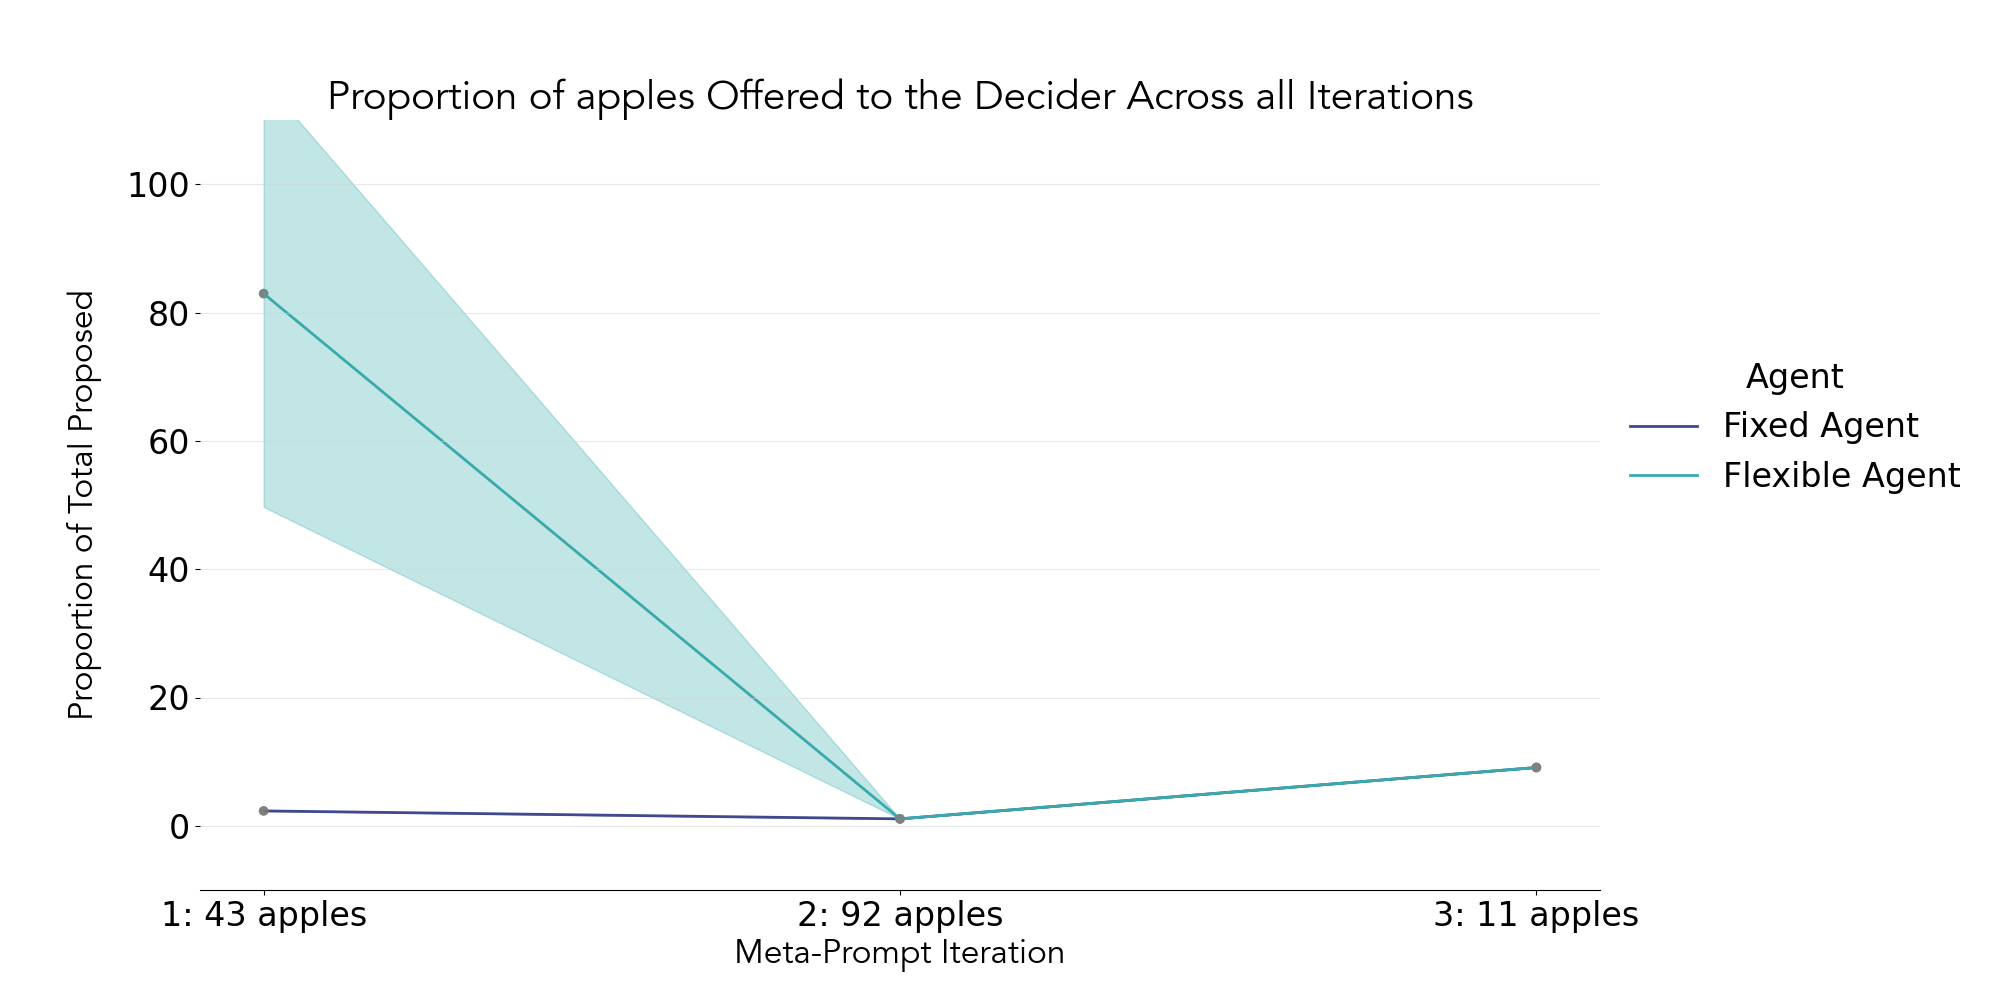 Proportion of apples Offered to the Decider Across all Iterations
Proportion of Total Proposed
100
80
60
40
20
0
1: 43 apples
2: 92 apples
3: 11 apples
Meta-Prompt Iteration
Agent
Fixed Agent
Flexible Agent